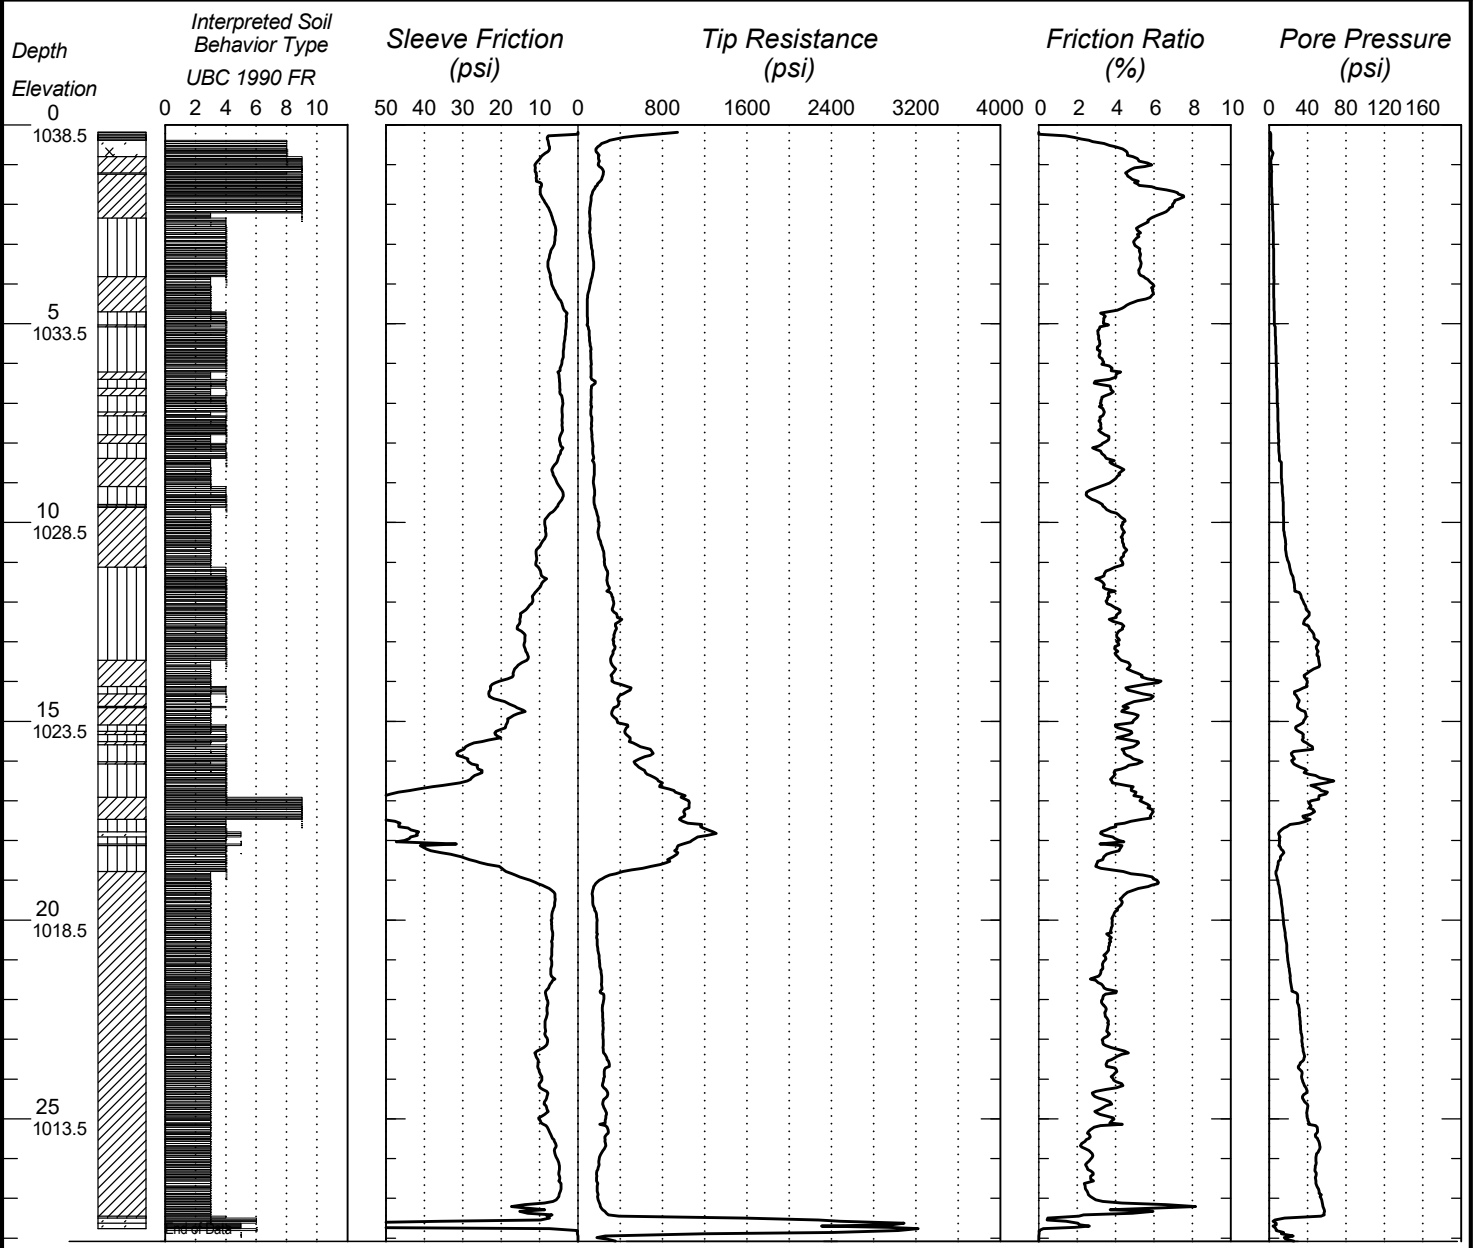 Interpreted Soil
Behavior Type
UBC 1990 FR
Sleeve Friction
(psi)
Tip Resistance
(psi)
Friction Ratio
(%)
Pore Pressure
(psi)
Depth
Elevation
0 2 4 6 8 10
50 40 30 20 10 0
800 1600 2400 3200 4000
0 2 4 6 8 10
0 40 80 120 160
0
1038.5
5
1033.5
10
1028.5
15
1023.5
20
1018.5
25
1013.5
End of Data